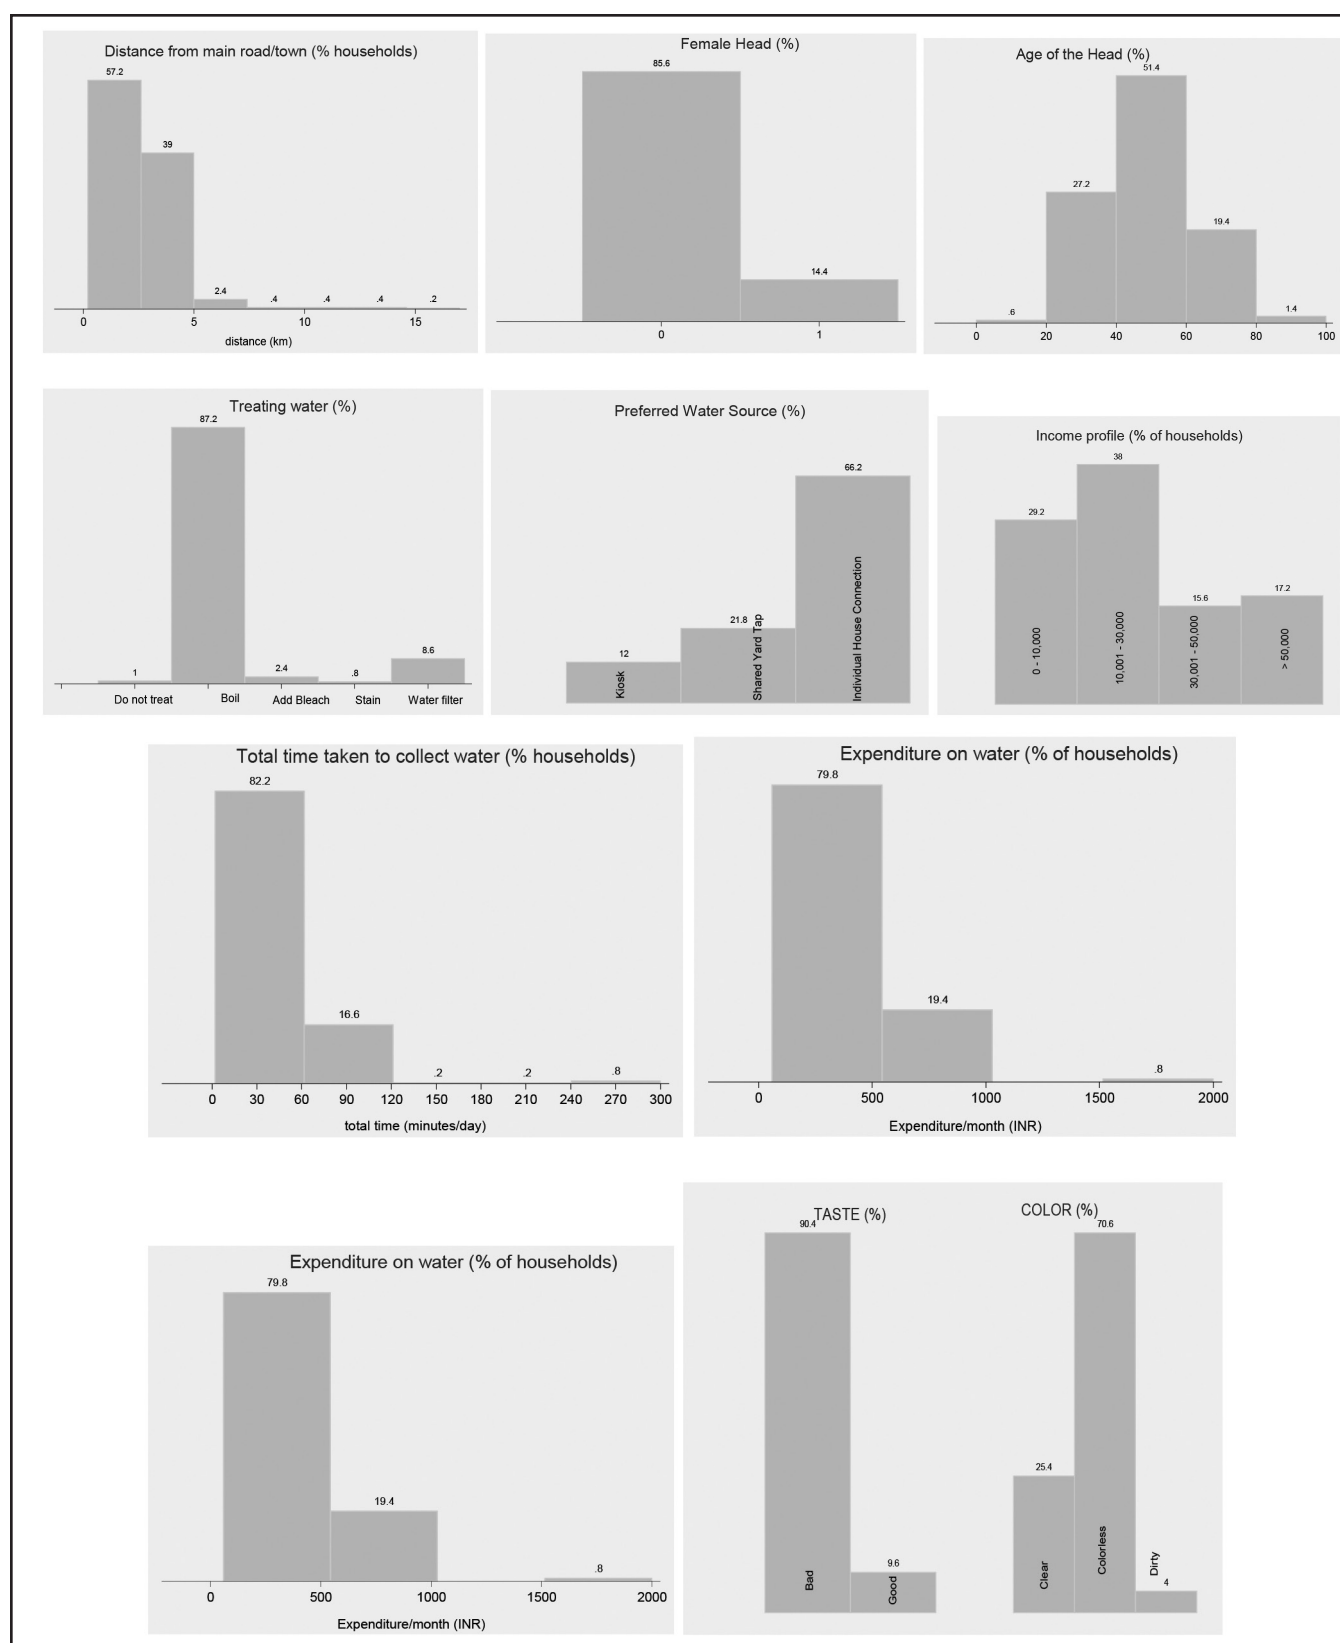 Distance from main road/town (% households)
57.2
39
2.4
.4
.4
.4
.2
0 5 10 15
distance (km)
Female Head (%)
85.6
14.4
0 1
Age of the Head (%)
51.4
27.2
19.4
.6
1.4
0 20 40 60 80 100
Treating water (%)
87.2
1
2.4
.8
8.6
Do not treat Boil Add Bleach Stain Water filter
Preferred Water Source (%)
66.2
21.8
12
Kiosk
Shared Yard Tap
Individual House Connection
Income profile (% of households)
38
29.2
15.6
17.2
0 - 10,000
10,001 - 30,000
30,001 - 50,000
> 50,000
Total time taken to collect water (% households)
82.2
16.6
.2
.2
.8
0 30 60 90 120 150 180 210 240 270 300
total time (minutes/day)
Expenditure on water (% of households)
79.8
19.4
.8
0 500 1000 1500 2000
Expenditure/month (INR)
Expenditure on water (% of households)
79.8
19.4
.8
0 500 1000 1500 2000
Expenditure/month (INR)
TASTE (%)
90.4
9.6
Bad
Good
COLOR (%)
70.6
25.4
4
Clear
Colorless
Dirty